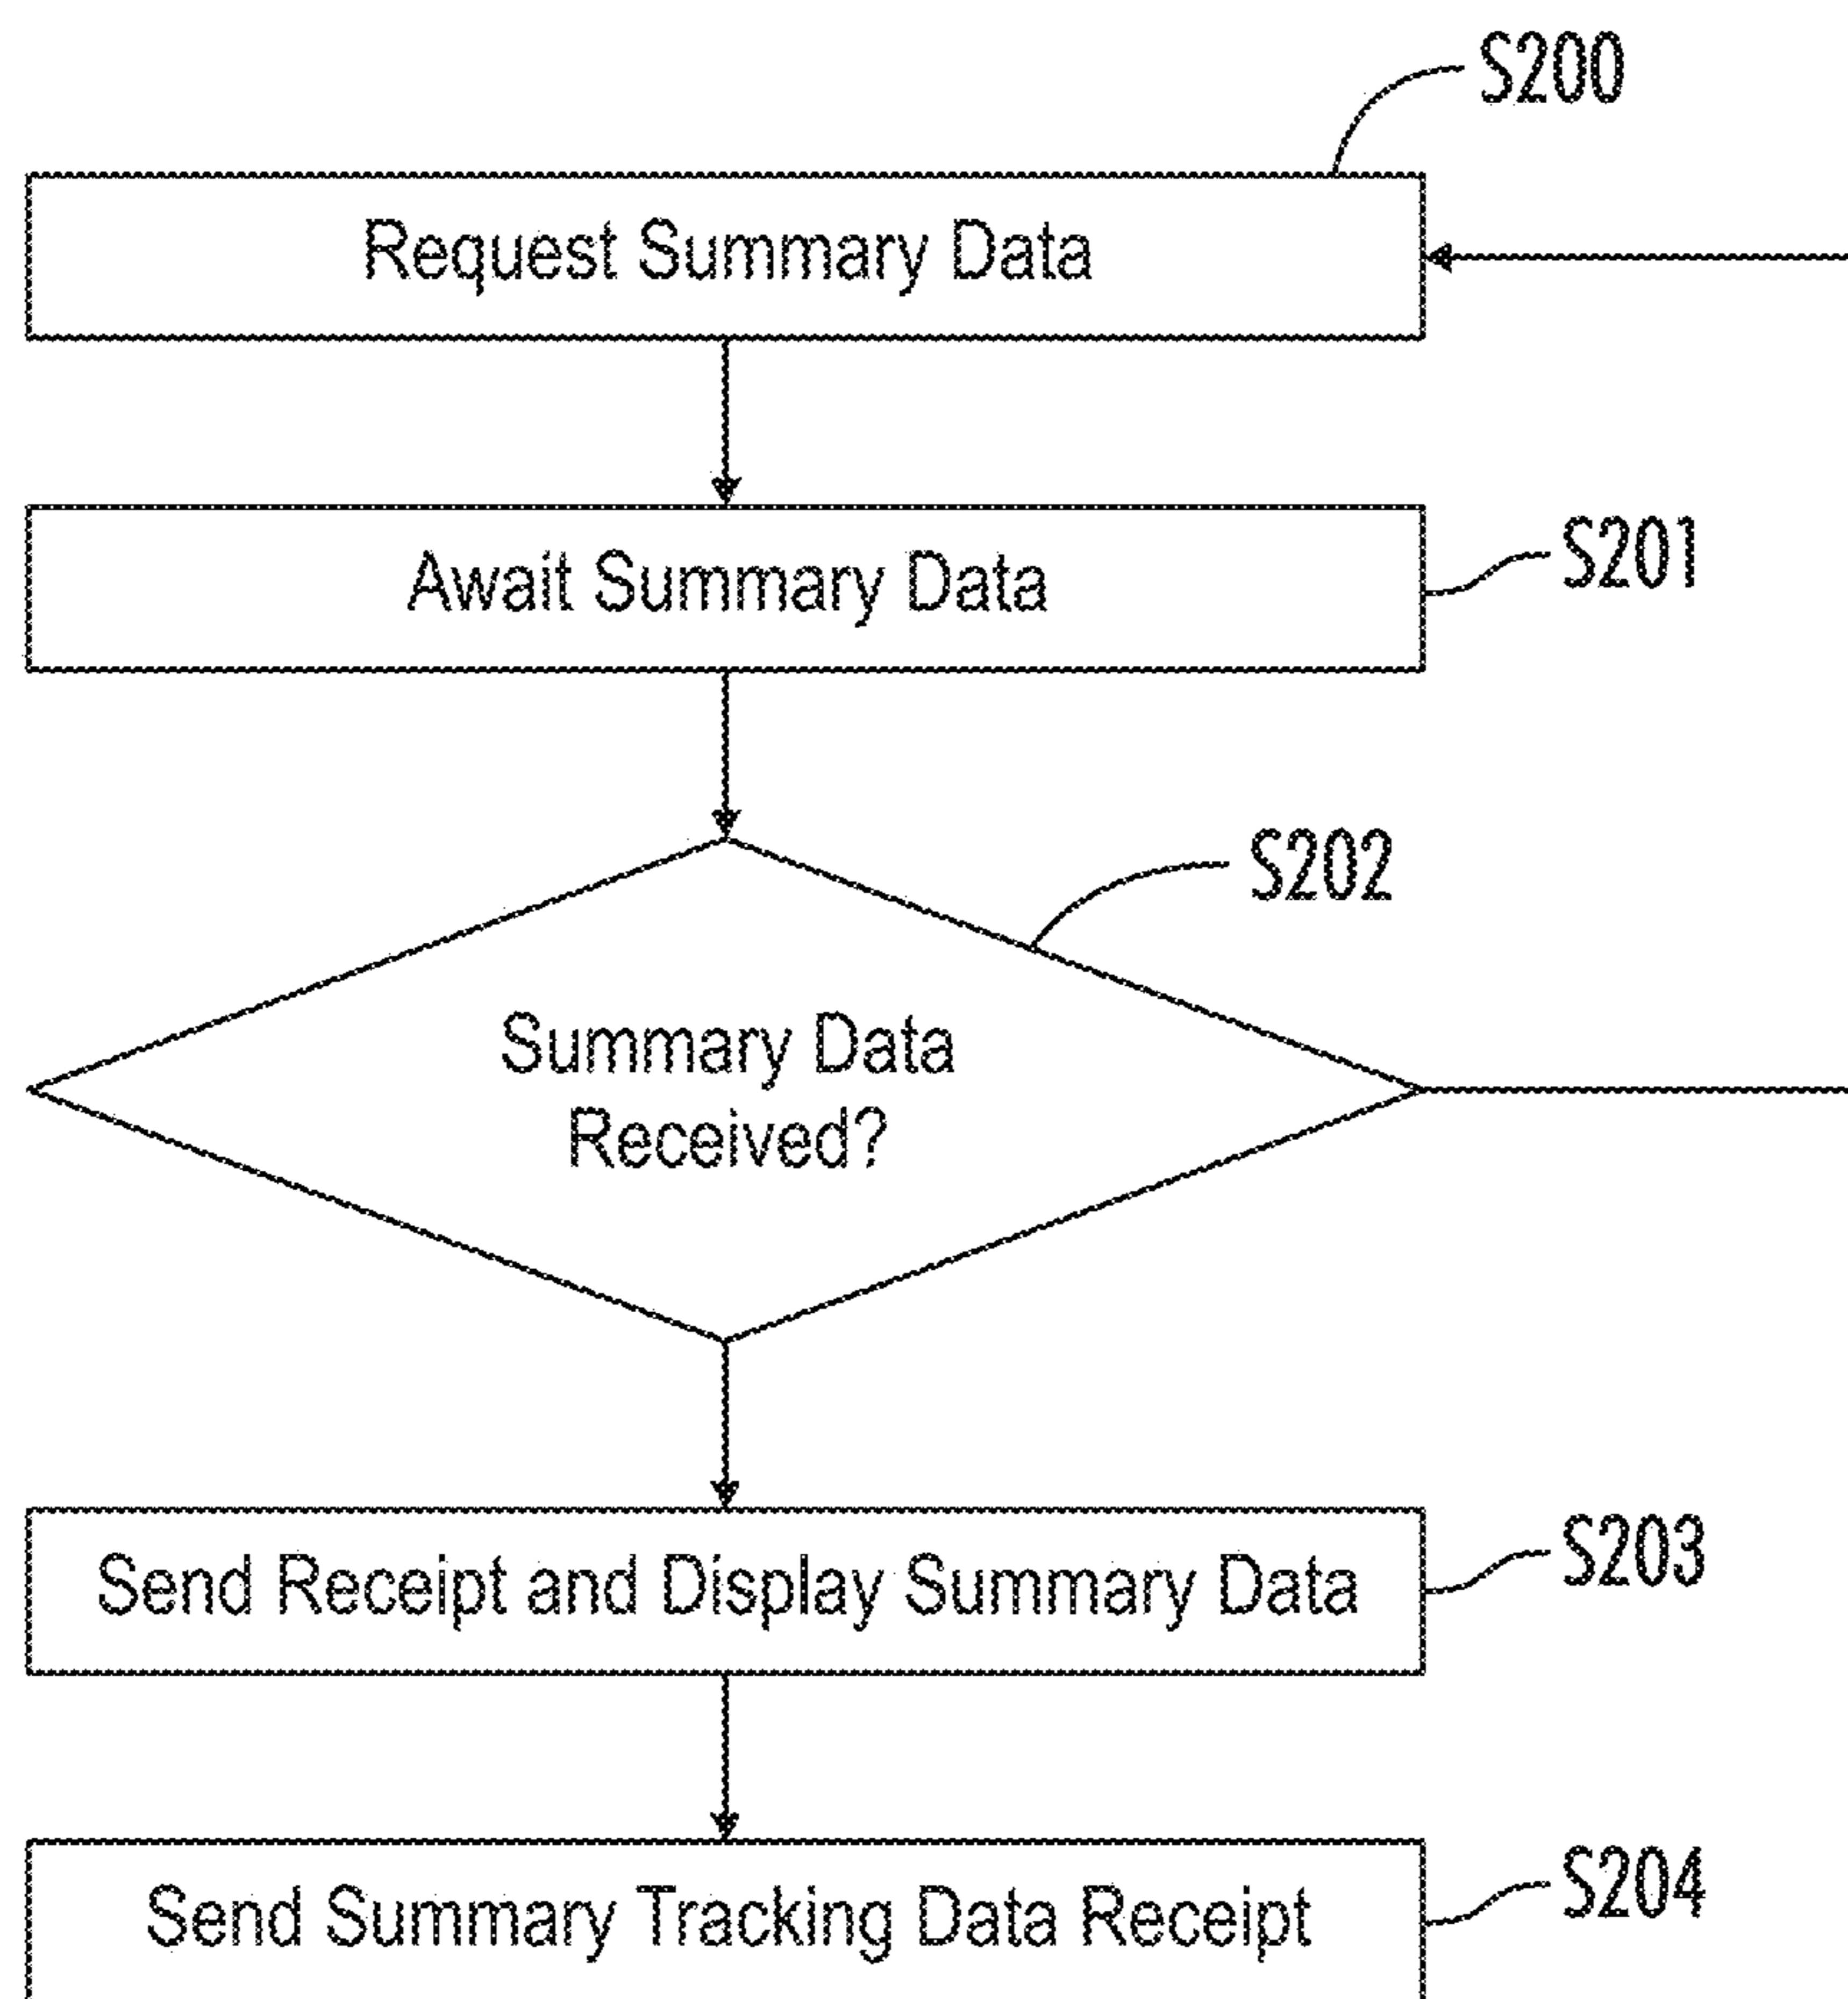 S200
Request Summary Data
Await Summary Data
S201
S202
Summary Data
Received?
Send Receipt and Display Summary Data
S203
Send Summary Tracking Data Receipt
S204